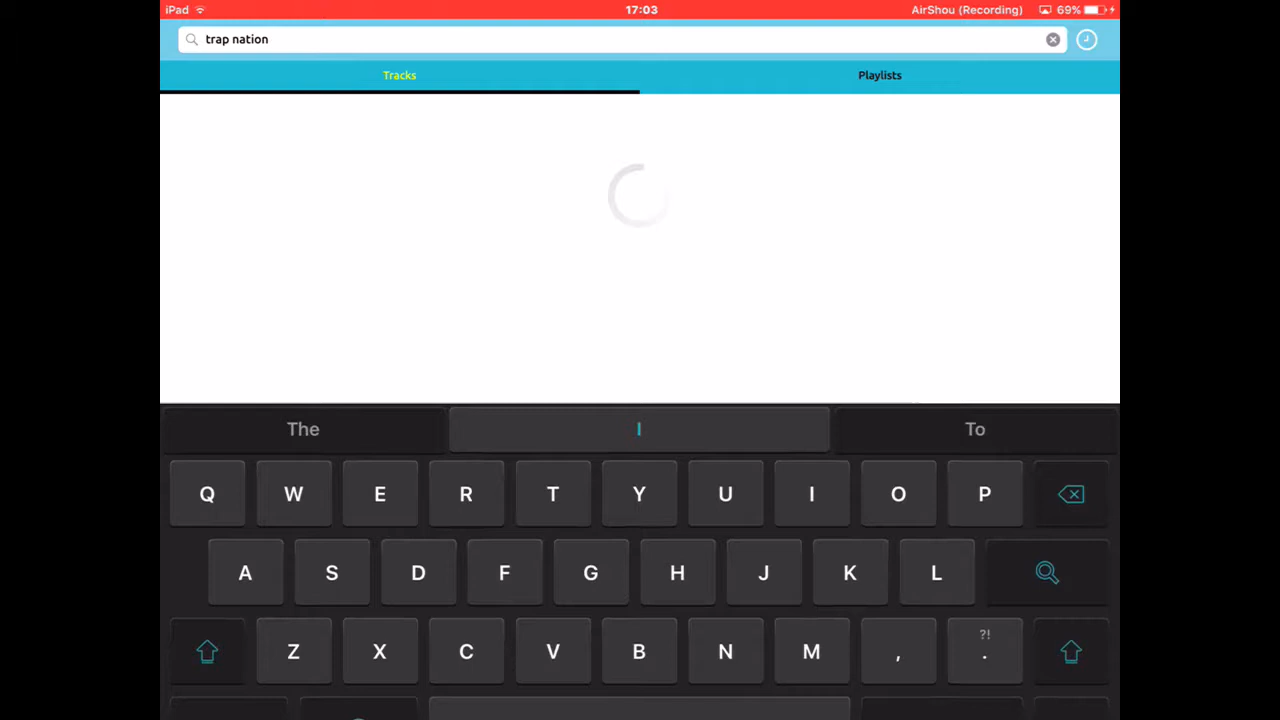 iPad 17:03 AirShou (Recording) 69%
trap nation
Tracks Playlists
The I To
Q W E R T Y U I O P
A S D F G H J K L
?!
Z X C V B N M , .